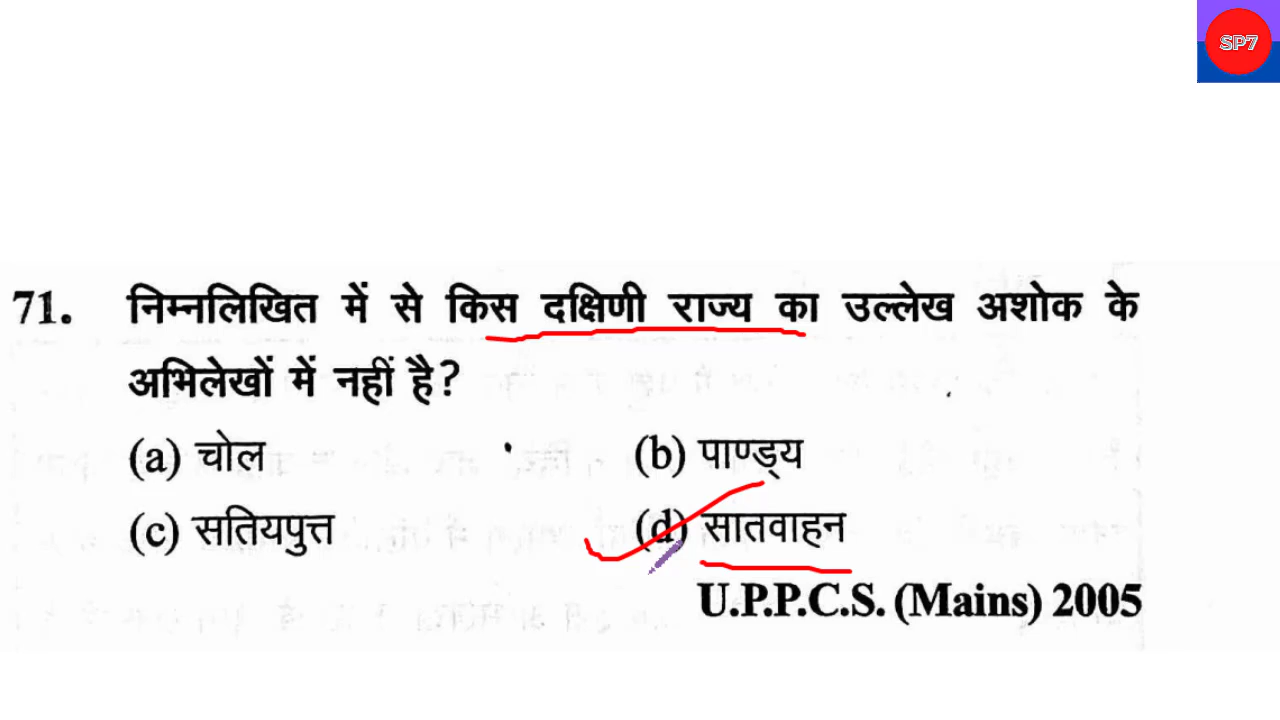 SP7
71. निम्नलिखित में से किस दक्षिणी राज्य का उल्लेख अशोक के
अभिलेखों में नहीं है?
(a) चोल (b) पाण्ड्य
(c) सतियपुत्त (d) सातवाहन
U.P.P.C.S. (Mains) 2005